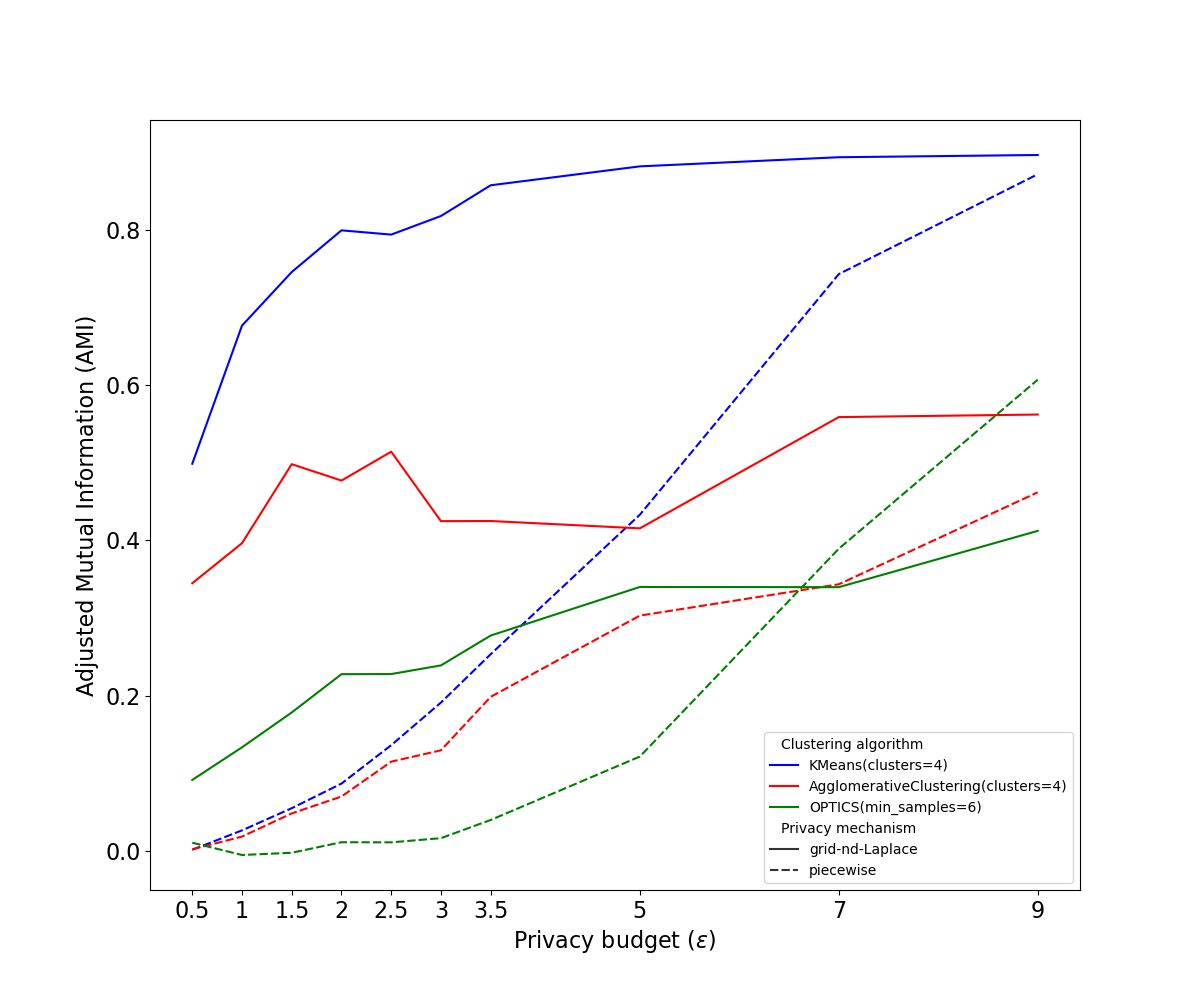 Adjusted Mutual Information (AMI)
0.8
0.6
0.4
0.2
0.0
0.5 1 1.5 2 2.5 3 3.5 5 7 9
Privacy budget (ε)
Clustering algorithm
KMeans(clusters=4)
AgglomerativeClustering(clusters=4)
OPTICS(min_samples=6)
Privacy mechanism
grid-nd-Laplace
piecewise